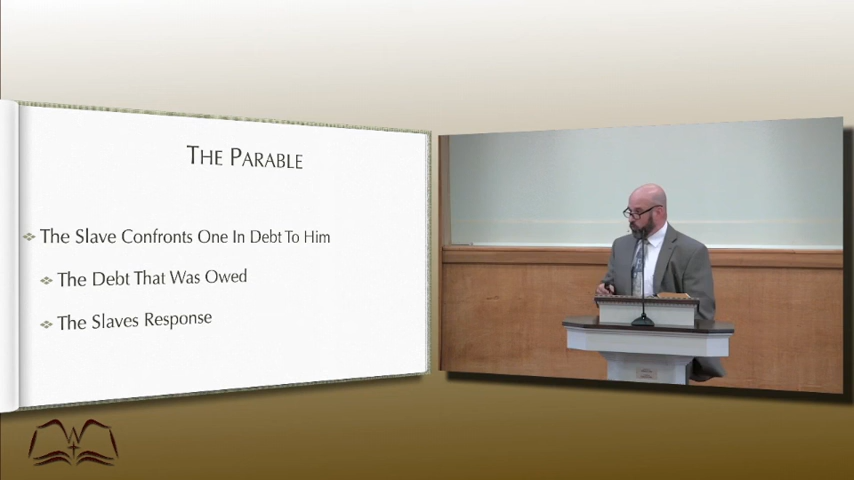 The Parable
The Slave Confronts One In Debt To Him
The Debt That Was Owed
The Slaves Response